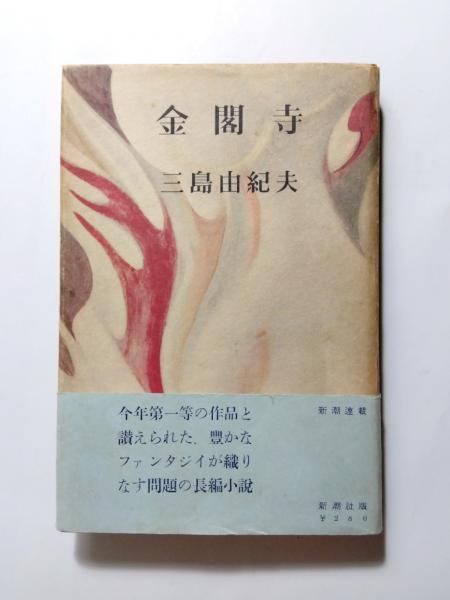 金閣寺
三島由紀夫
今年第一等の作品と
讃えられた、豊かな
ファンタジイが織り
なす問題の長編小説
新潮連載
新潮社版
¥280